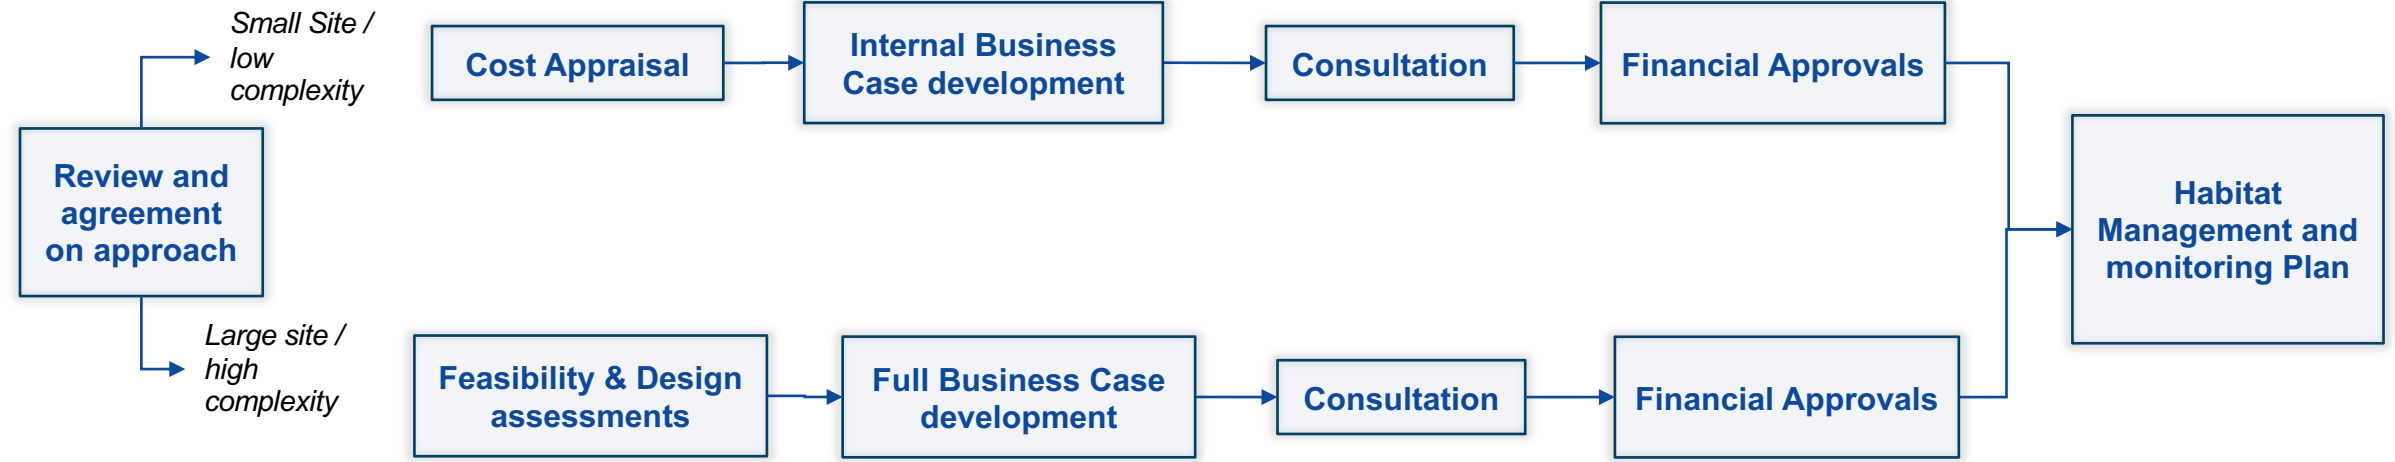 Small Site /
low
complexity
Cost Appraisal
Internal Business
Case development
Consultation
Financial Approvals
Review and
agreement
on approach
Habitat
Management and
monitoring Plan
Large site /
high
complexity
Feasibility & Design
assessments
Full Business Case
development
Consultation
Financial Approvals